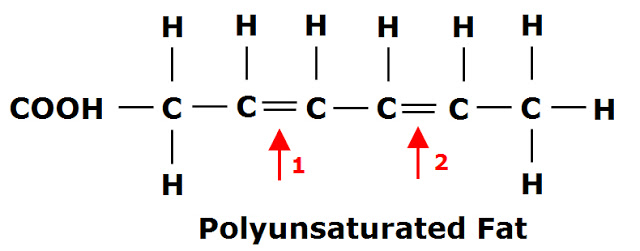 H H H H H H
COOH C C C C C C H
1 2
H H
Polyunsaturated Fat